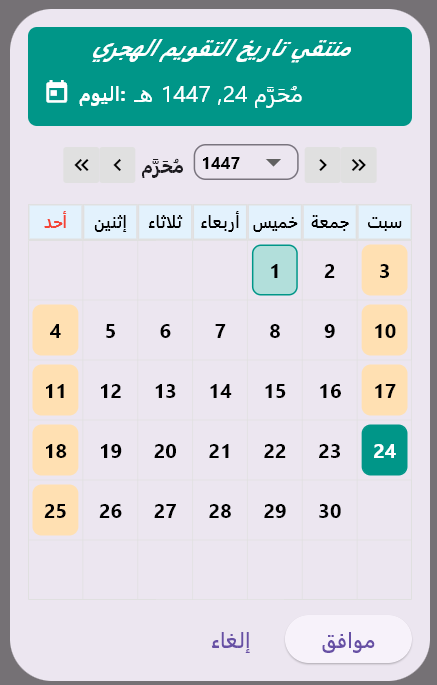 منتقي تاريخ التقويم الهجري
اليوم: مُحَرَّم 24, 1447 هـ
« ‹ مُحَرَّم 1447 › »
أحد إثنين ثلاثاء أربعاء خميس جمعة سبت
1 2 3
4 5 6 7 8 9 10
11 12 13 14 15 16 17
18 19 20 21 22 23 24
25 26 27 28 29 30
إلغاء موافق